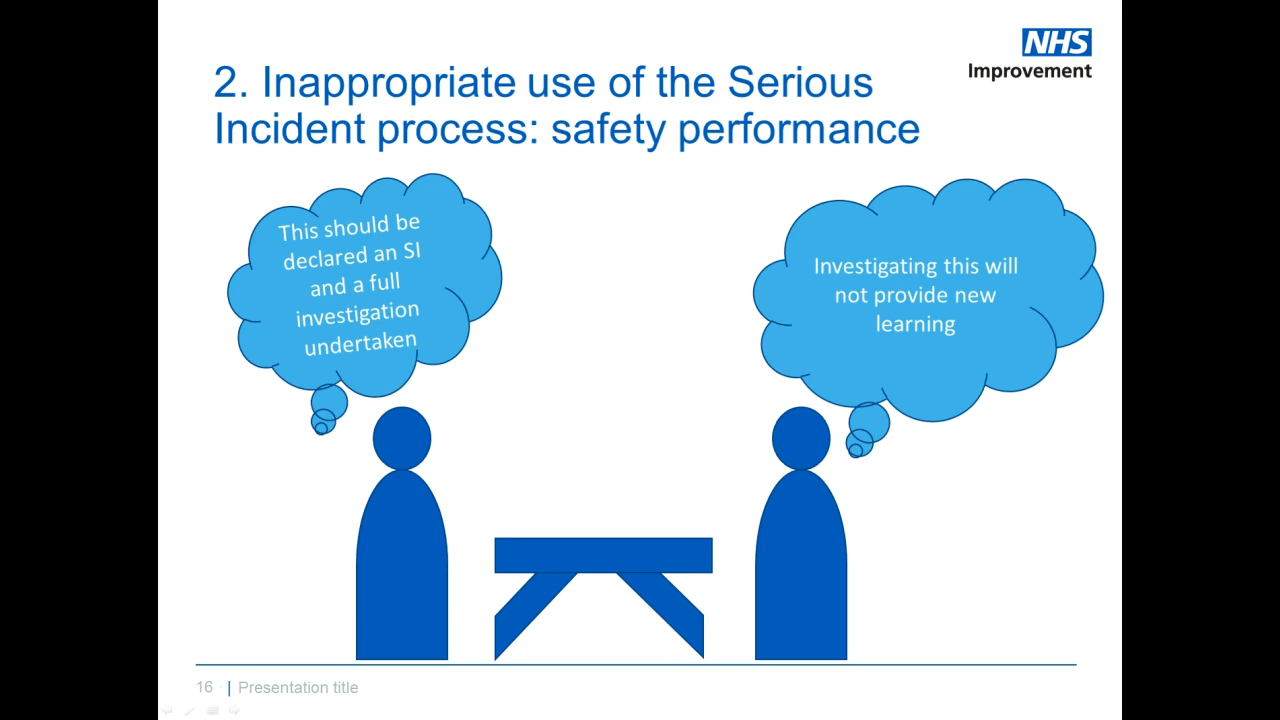 NHS
Improvement
2. Inappropriate use of the Serious
Incident process: safety performance
This should be
declared an SI
and a full
investigation
undertaken
Investigating this will
not provide new
learning
16 | Presentation title